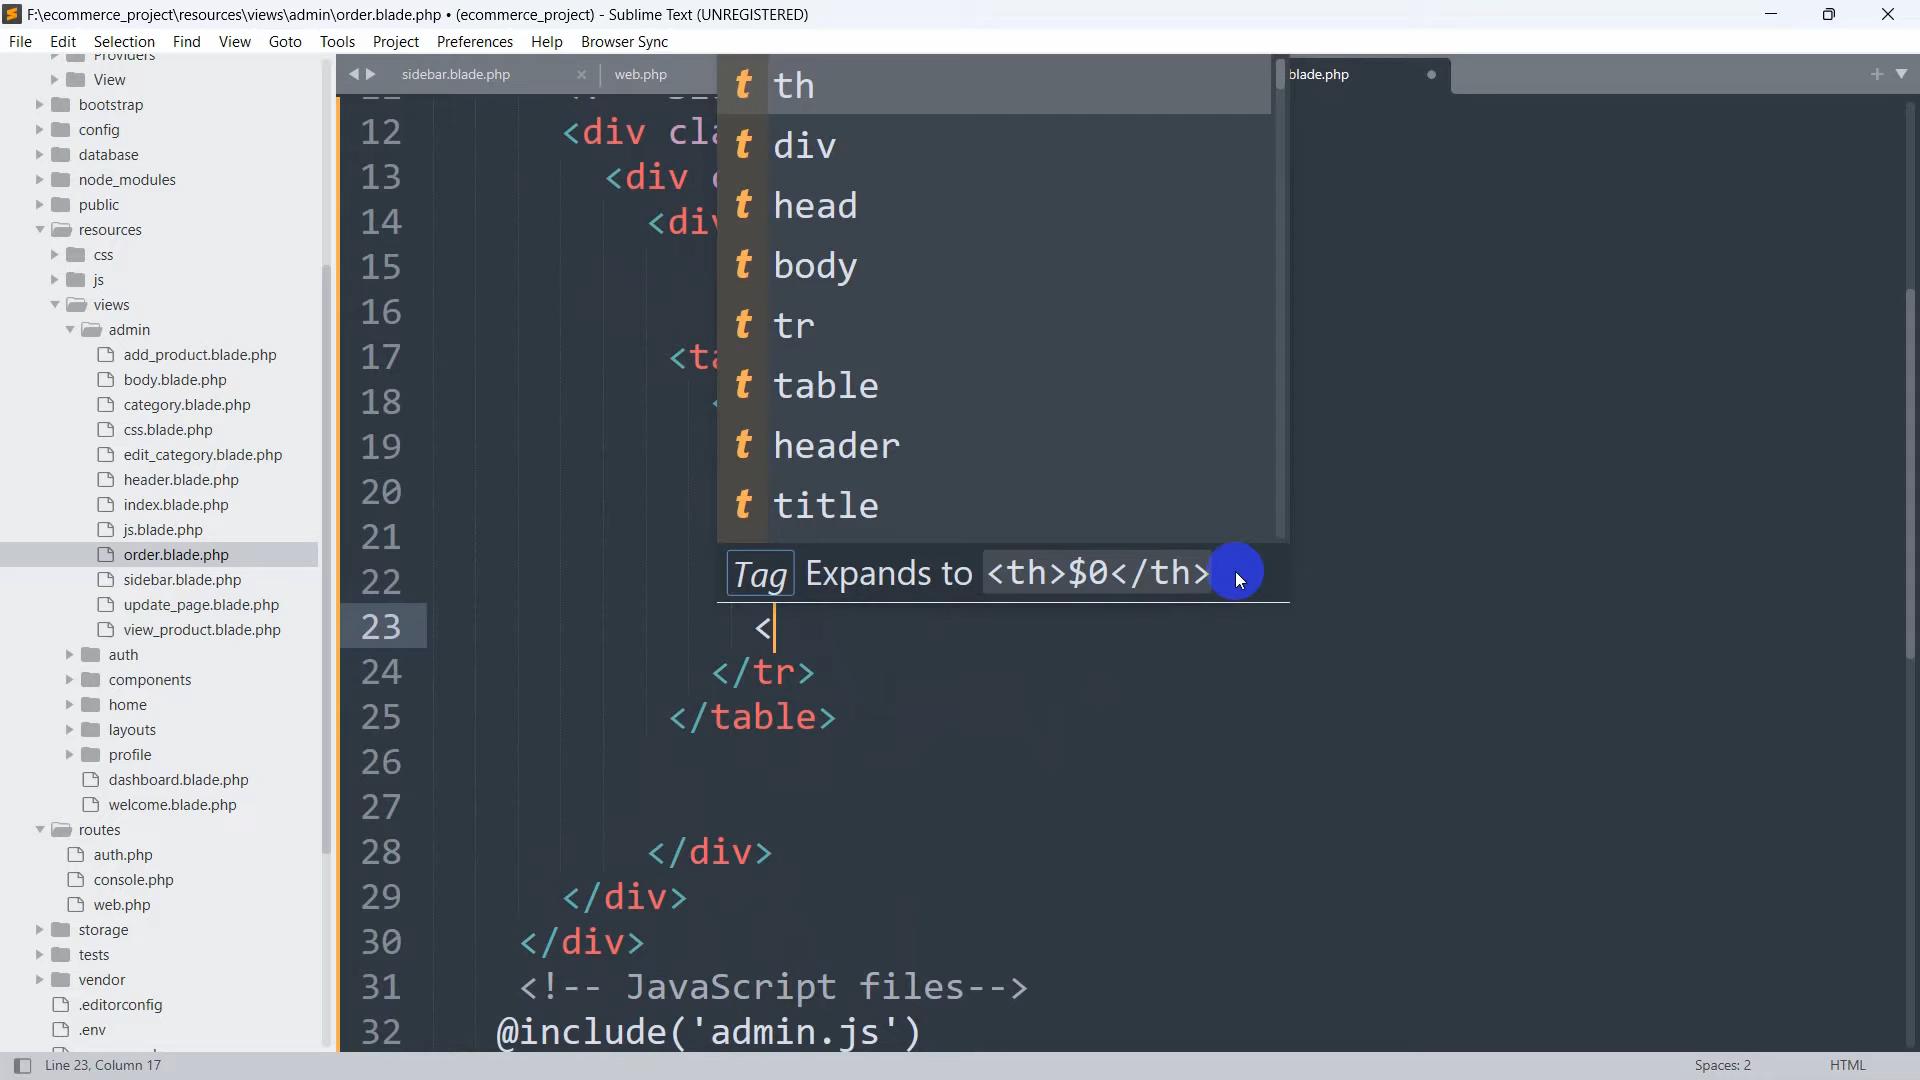 F:\ecommerce_project\resources\views\admin\order.blade.php • (ecommerce_project) - Sublime Text (UNREGISTERED)
File Edit Selection Find View Goto Tools Project Preferences Help Browser Sync
Providers
View
bootstrap
config
database
node_modules
public
resources
css
js
views
admin
add_product.blade.php
body.blade.php
category.blade.php
css.blade.php
edit_category.blade.php
header.blade.php
index.blade.php
js.blade.php
order.blade.php
sidebar.blade.php
update_page.blade.php
view_product.blade.php
auth
components
home
layouts
profile
dashboard.blade.php
welcome.blade.php
routes
auth.php
console.php
web.php
storage
tests
vendor
.editorconfig
.env
sidebar.blade.php × web.php blade.php
12 <div cla
13 <div c
14 <div
15
16
17 <ta
18 <
19
20
21
22
23 <
24 </tr>
25 </table>
26
27
28 </div>
29 </div>
30 </div>
31 <!-- JavaScript files-->
32 @include('admin.js')
t th
t div
t head
t body
t tr
t table
t header
t title
Tag Expands to <th>$0</th>
Line 23, Column 17 Spaces: 2 HTML